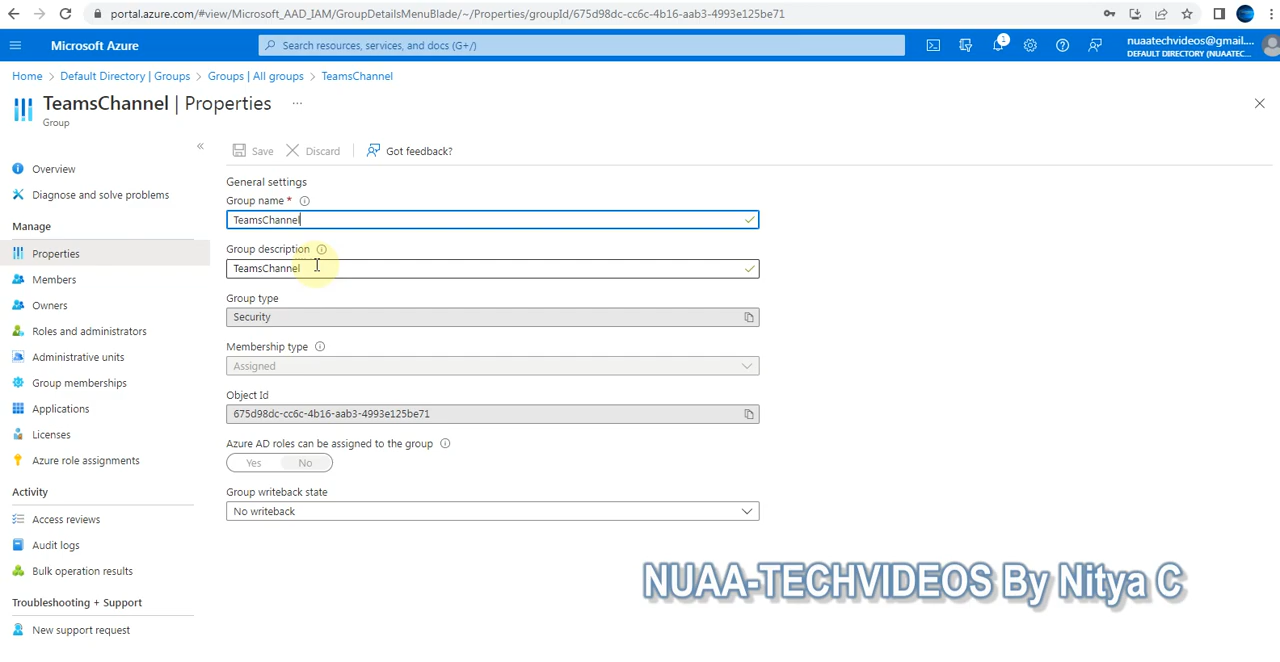 portal.azure.com/#view/Microsoft_AAD_IAM/GroupDetailsMenuBlade/~/Properties/groupId/675d98dc-cc6c-4b16-aab3-4993e125be71
Microsoft Azure
Search resources, services, and docs (G+/)
1
nuaatechvideos@gmail....
DEFAULT DIRECTORY (NUAATEC...
Home > Default Directory | Groups > Groups | All groups > TeamsChannel
TeamsChannel | Properties ...
Group
Overview
Diagnose and solve problems
Manage
Properties
Members
Owners
Roles and administrators
Administrative units
Group memberships
Applications
Licenses
Azure role assignments
Activity
Access reviews
Audit logs
Bulk operation results
Troubleshooting + Support
New support request
Save Discard Got feedback?
General settings
Group name *
TeamsChannel
Group description
TeamsChannel
Group type
Security
Membership type
Assigned
Object Id
675d98dc-cc6c-4b16-aab3-4993e125be71
Azure AD roles can be assigned to the group
Yes No
Group writeback state
No writeback
NUAA-TECHVIDEOS By Nitya C